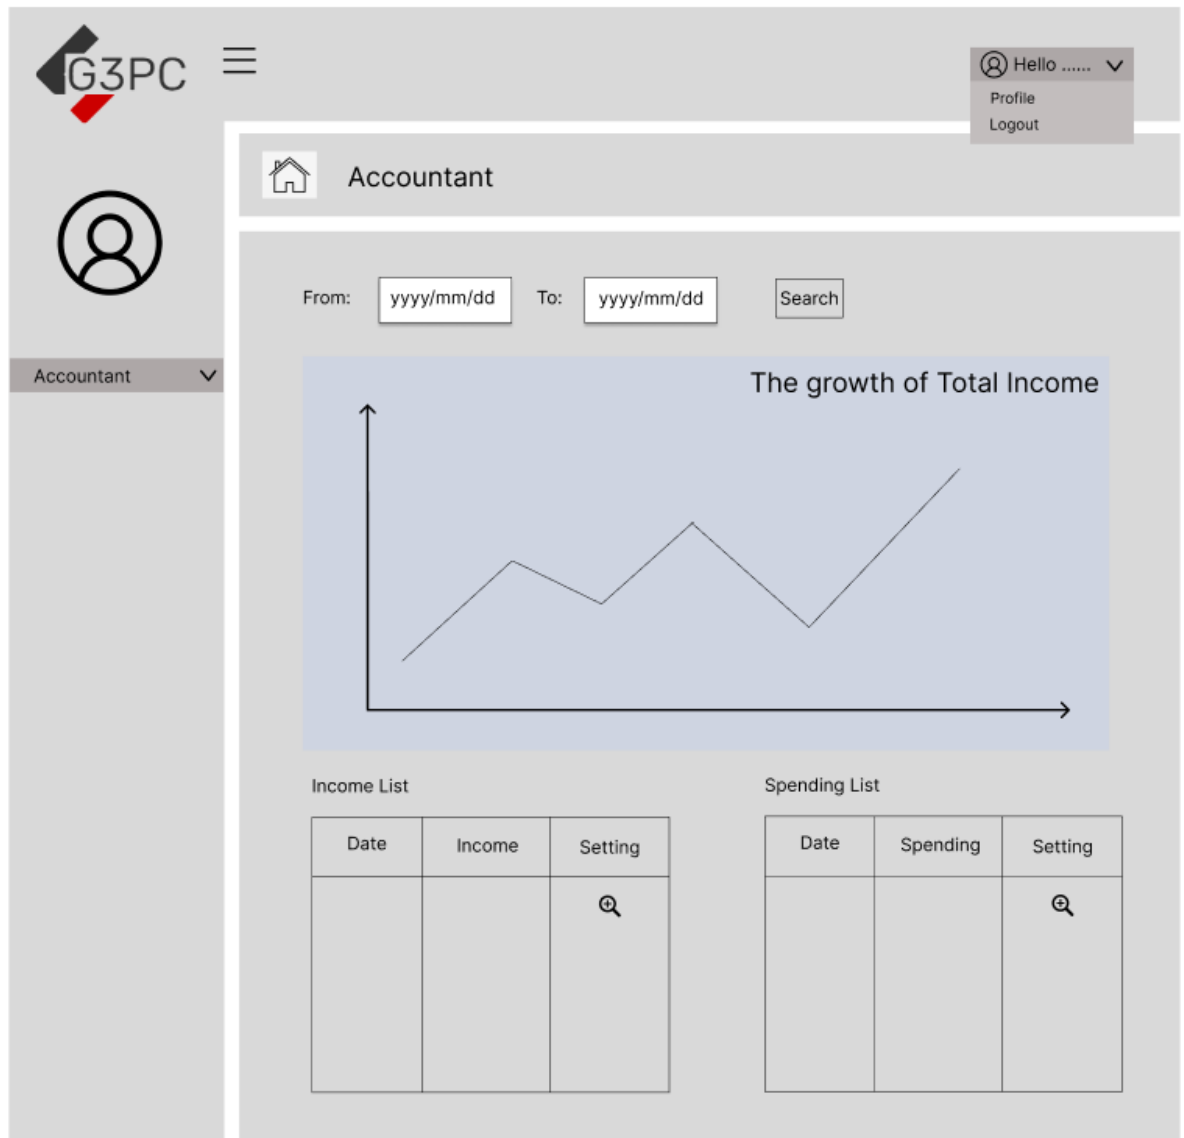 G3PC
Hello ......
Profile
Logout
Accountant
Accountant
From: yyyy/mm/dd To: yyyy/mm/dd Search
The growth of Total Income
Income List
Date Income Setting
Spending List
Date Spending Setting